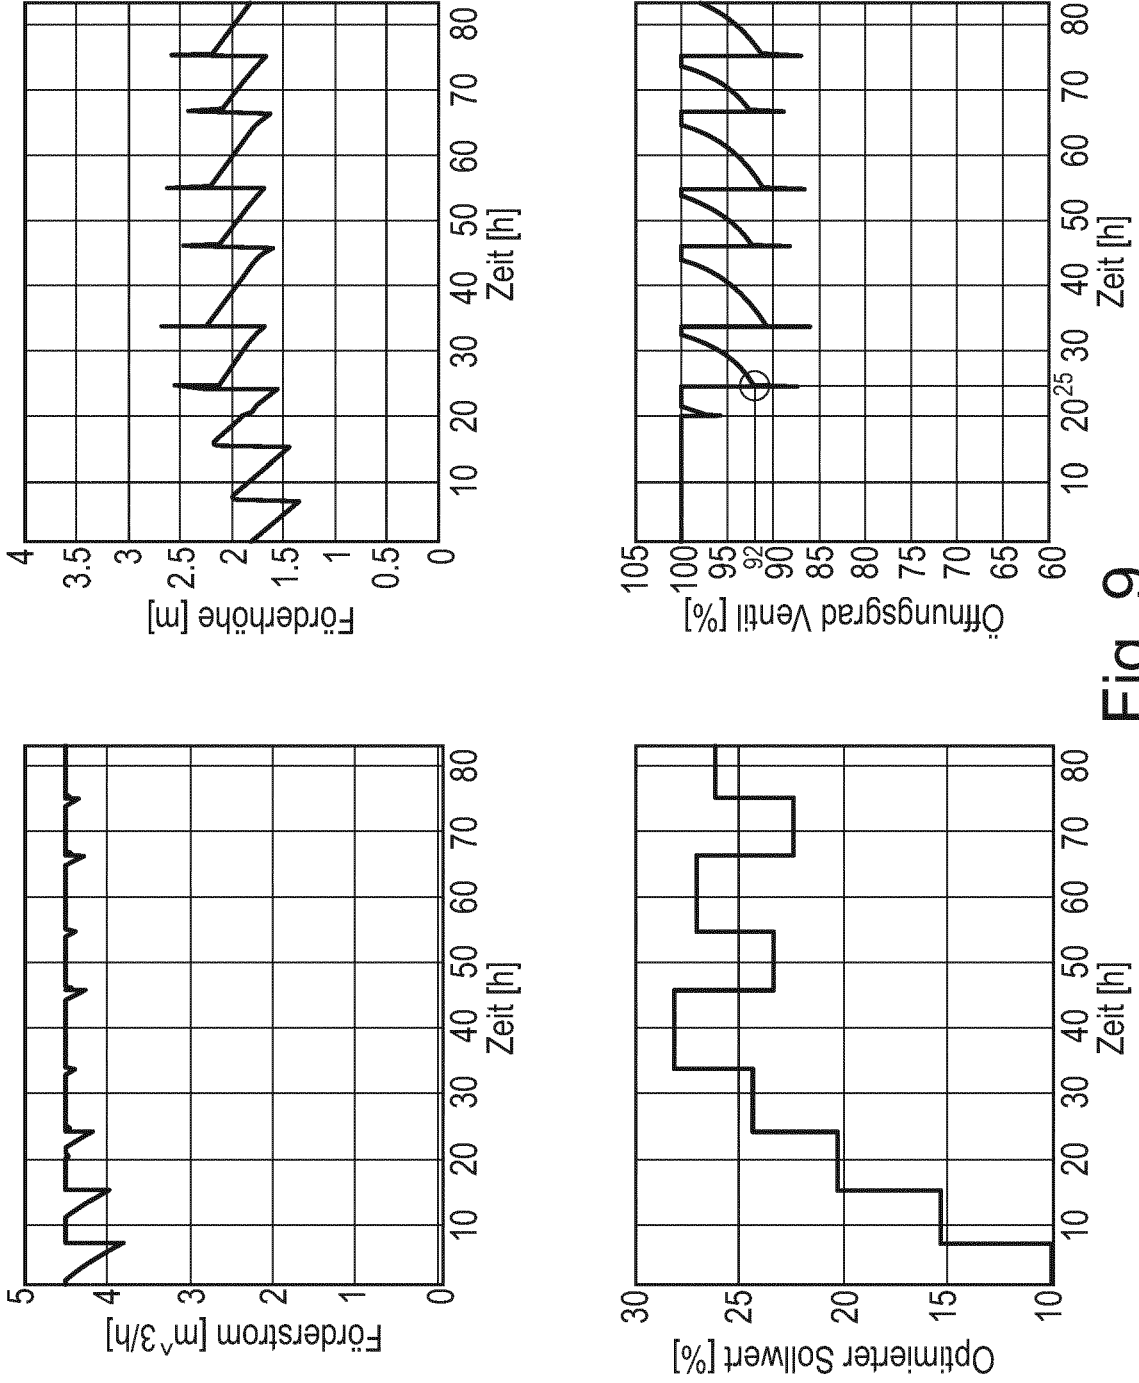 Förderstrom [m^3/h]
5
4
3
2
1
0
10 20 30 40 50 60 70 80
Zeit [h]
Förderhöhe [m]
4
3.5
3
2.5
2
1.5
1
0.5
0
10 20 30 40 50 60 70 80
Zeit [h]
Optimierter Sollwert [%]
30
25
20
15
10
10 20 30 40 50 60 70 80
Zeit [h]
Öffnungsgrad Ventil [%]
105
100
95
92
90
85
80
75
70
65
60
10 20 25 30 40 50 60 70 80
Zeit [h]
Fig. 9